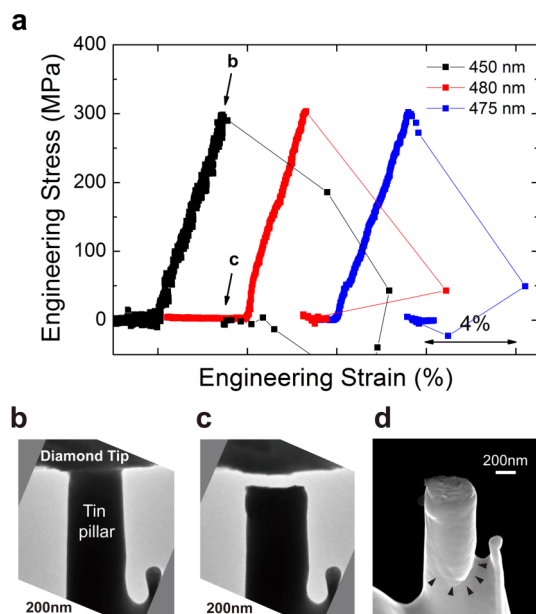 a
Engineering Stress (MPa)
400
300
200
100
0
b
c
450 nm
480 nm
475 nm
4%
Engineering Strain (%)
b
Diamond Tip
Tin
pillar
200nm
c
200nm
d
200nm